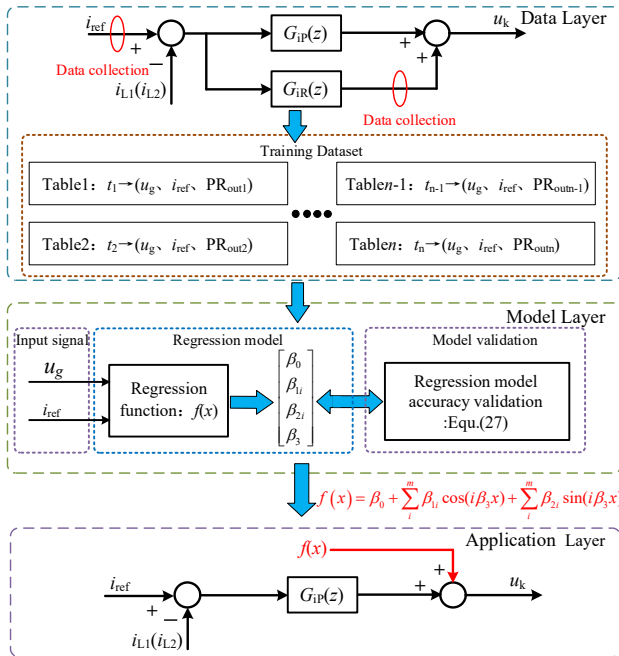 Data Layer
i_ref
+
−
G_iP(z)
+
+
u_k
Data collection
i_L1(i_L2)
G_iR(z)
Data collection
Training Dataset
Table1： t_1→(u_g、i_ref、PR_out1)
Tablen-1： t_n-1→(u_g、i_ref、PR_outn-1)
Table2： t_2→(u_g、i_ref、PR_out2)
Tablen： t_n→(u_g、i_ref、PR_outn)
Model Layer
Input signal
Regression model
Model validation
u_g
i_ref
Regression
function： f(x)
β_0
β_1i
β_2i
β_3
Regression model
accuracy validation
:Equ.(27)
f(x) = β_0 + ∑_i^m β_1i cos(iβ_3x) + ∑_i^m β_2i sin(iβ_3x)
Application Layer
f(x)
i_ref
+
−
G_iP(z)
+
+
u_k
i_L1(i_L2)